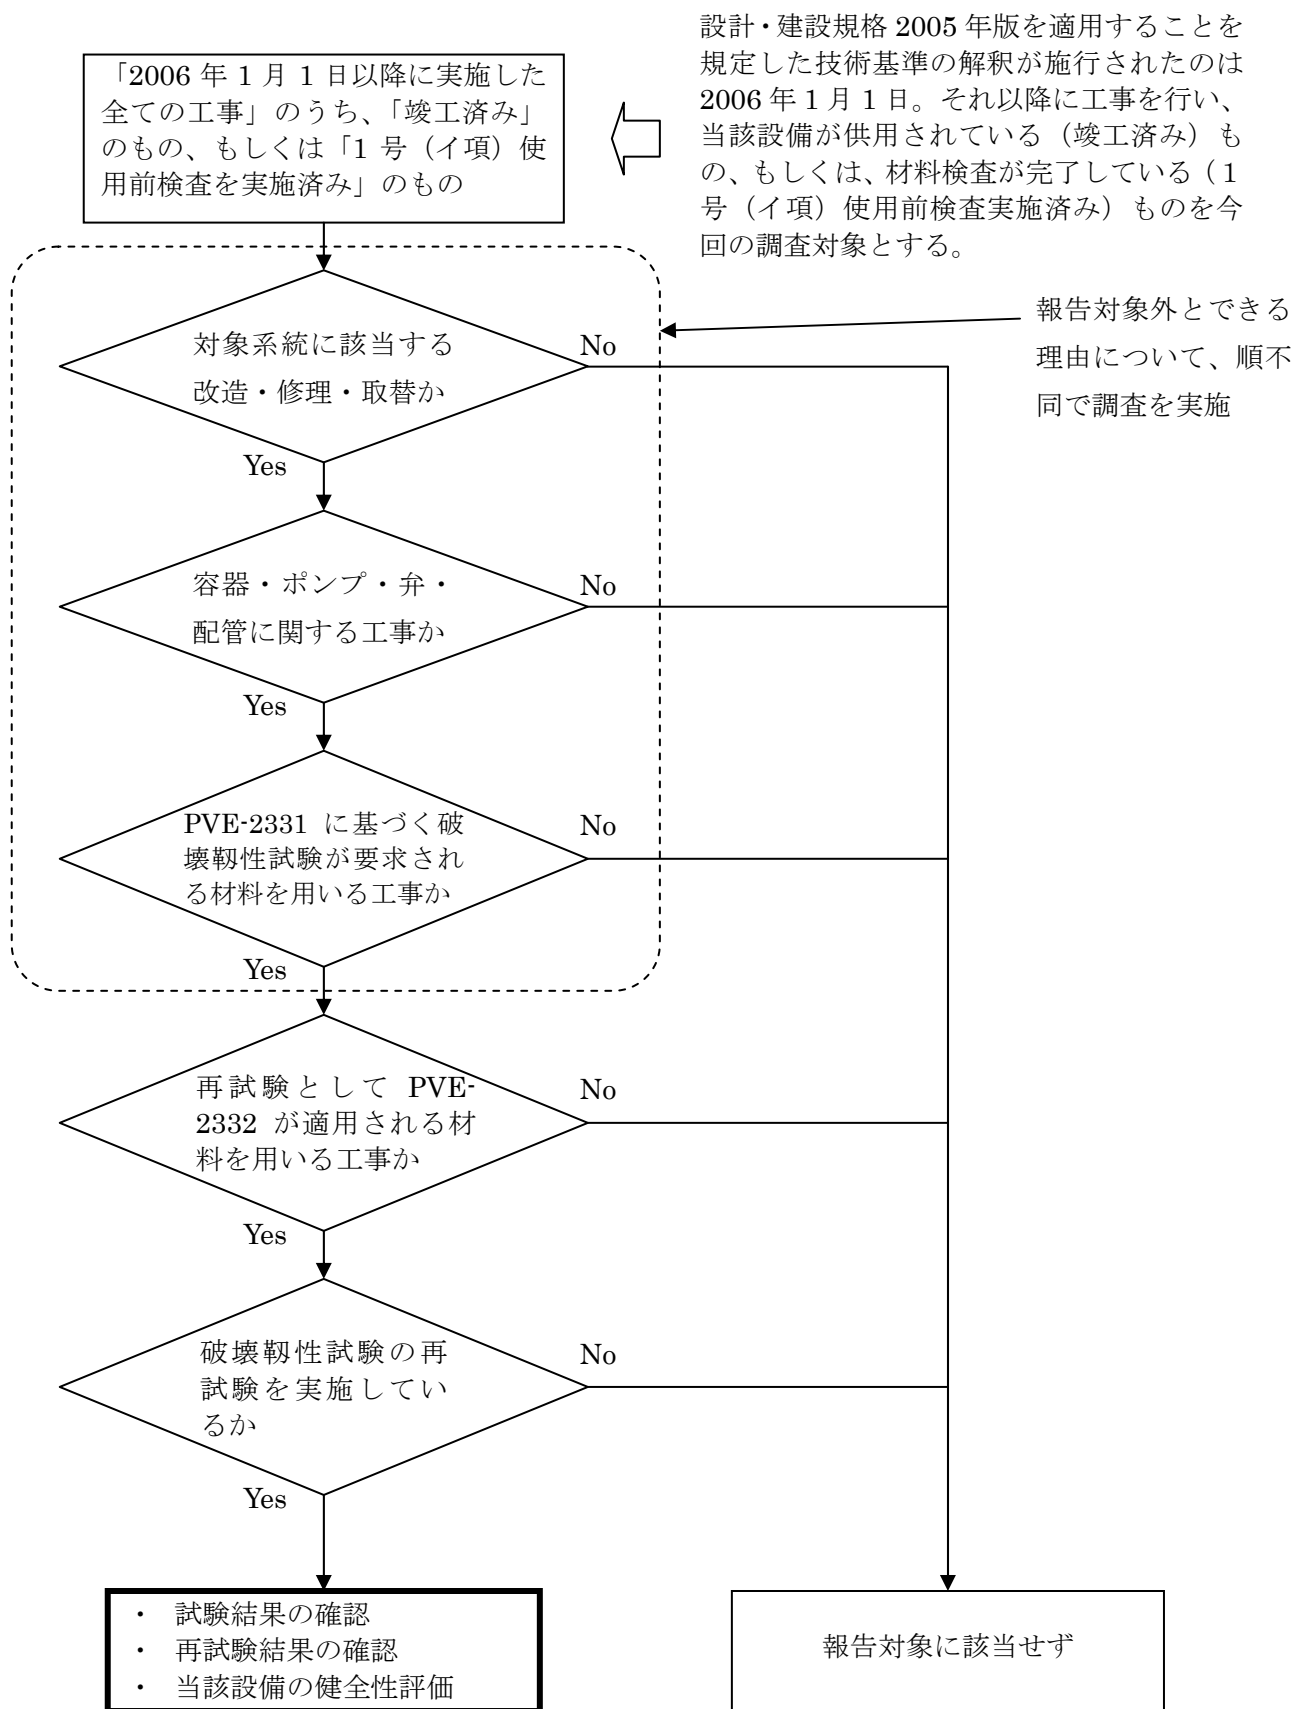 設計・建設規格 2005 年版を適用することを
規定した技術基準の解釈が施行されたのは
2006 年 1 月 1 日。それ以降に工事を行い、
当該設備が供用されている（竣工済み）も
の、もしくは、材料検査が完了している（1
号（イ項）使用前検査実施済み）ものを今
回の調査対象とする。
「2006 年 1 月 1 日以降に実施した
全ての工事」のうち、「竣工済み」
のもの、もしくは「1 号（イ項）使
用前検査を実施済み」のもの
報告対象外とできる
理由について、順不
同で調査を実施
対象系統に該当する
改造・修理・取替か
No
Yes
容器・ポンプ・弁・
配管に関する工事か
No
Yes
PVE-2331 に基づく破
壊靱性試験が要求され
る材料を用いる工事か
No
Yes
再試験として PVE-
2332 が適用される材
料を用いる工事か
No
Yes
破壊靱性試験の再
試験を実施してい
るか
No
Yes
・ 試験結果の確認
・ 再試験結果の確認
・ 当該設備の健全性評価
報告対象に該当せず